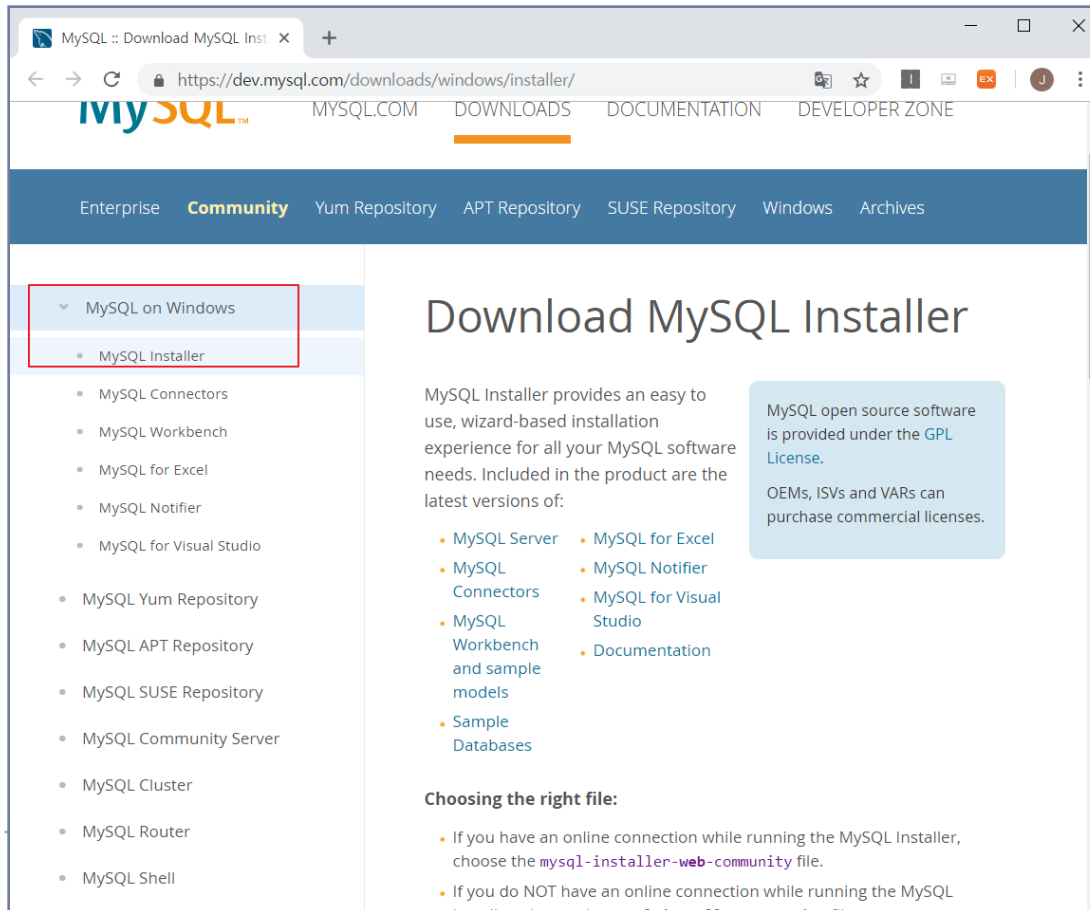 MySQL :: Download MySQL Inst
https://dev.mysql.com/downloads/windows/installer/
EX
J
MySQL™
MYSQL.COM DOWNLOADS DOCUMENTATION DEVELOPER ZONE
Enterprise Community Yum Repository APT Repository SUSE Repository Windows Archives
MySQL on Windows
MySQL Installer
MySQL Connectors
MySQL Workbench
MySQL for Excel
MySQL Notifier
MySQL for Visual Studio
MySQL Yum Repository
MySQL APT Repository
MySQL SUSE Repository
MySQL Community Server
MySQL Cluster
MySQL Router
MySQL Shell
Download MySQL Installer
MySQL Installer provides an easy to
use, wizard-based installation
experience for all your MySQL software
needs. Included in the product are the
latest versions of:
MySQL Server
MySQL
Connectors
MySQL
Workbench
and sample
models
Sample
Databases
MySQL for Excel
MySQL Notifier
MySQL for Visual
Studio
Documentation
MySQL open source software
is provided under the GPL
License.
OEMs, ISVs and VARs can
purchase commercial licenses.
Choosing the right file:
If you have an online connection while running the MySQL Installer,
choose the mysql-installer-web-community file.
If you do NOT have an online connection while running the MySQL